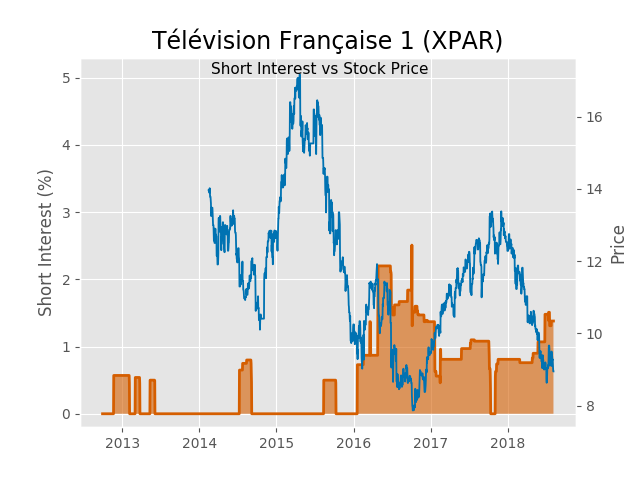 Télévision Française 1 (XPAR)
Short Interest vs Stock Price
Short Interest (%)
5
4
3
2
1
0
16
14
12
10
8
Price
2013 2014 2015 2016 2017 2018